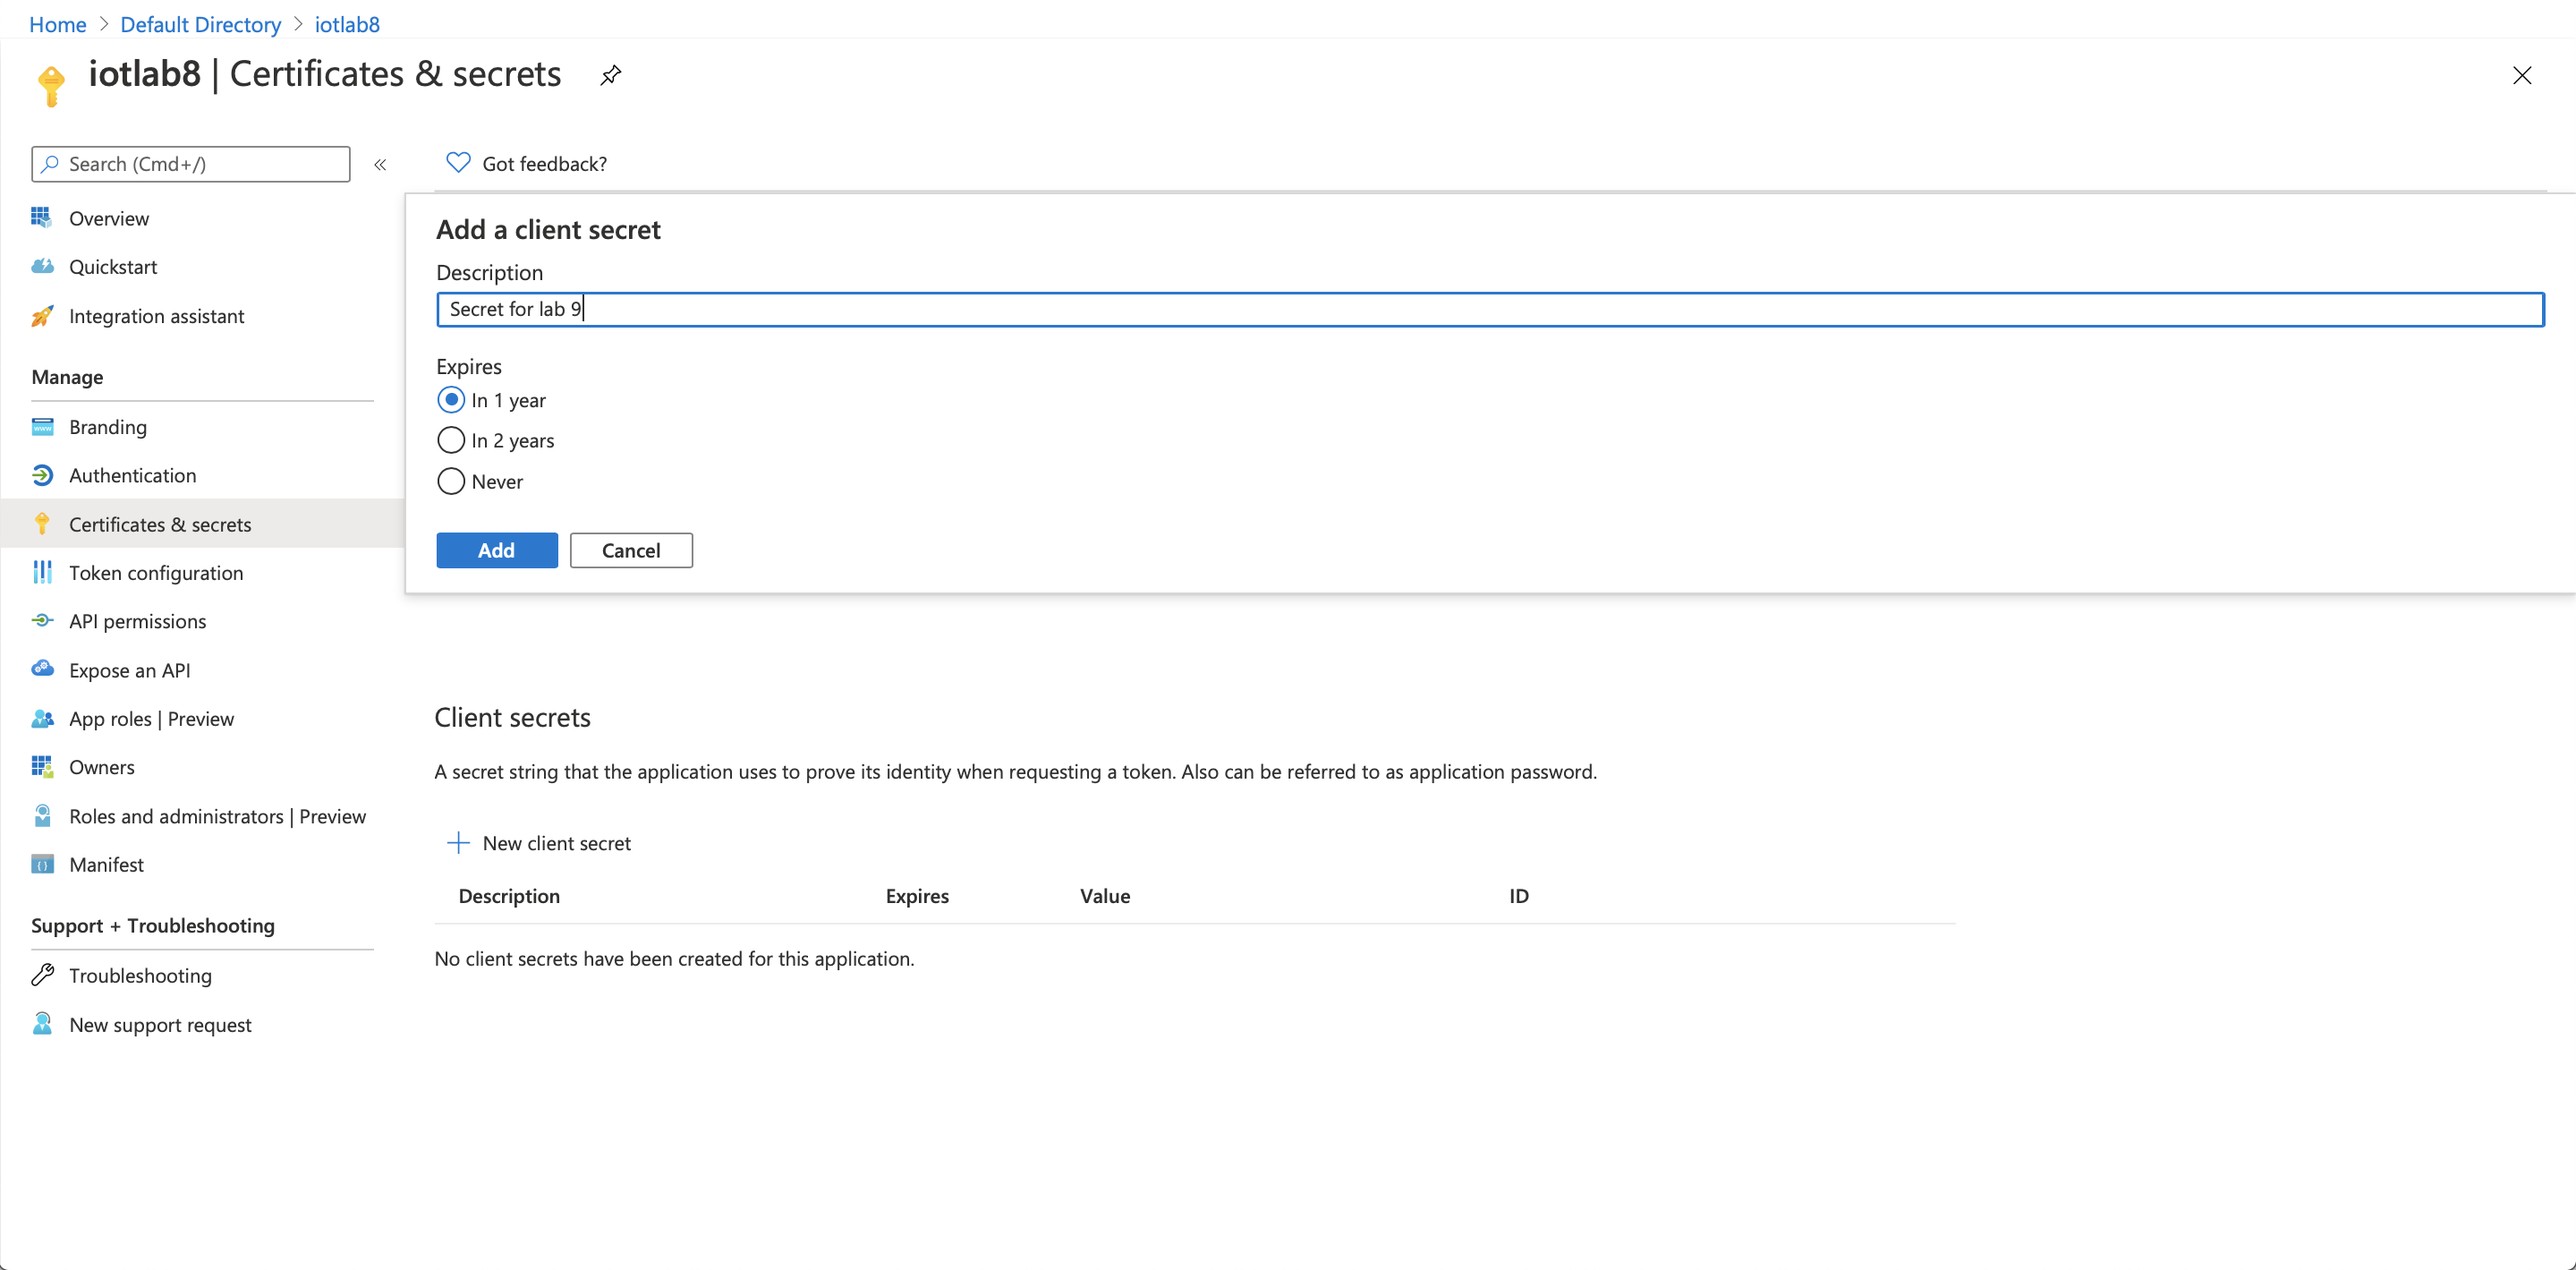 Home > Default Directory > iotlab8
iotlab8 | Certificates & secrets
Search (Cmd+/)
«
Got feedback?
Overview
Quickstart
Integration assistant
Manage
Branding
Authentication
Certificates & secrets
Token configuration
API permissions
Expose an API
App roles | Preview
Owners
Roles and administrators | Preview
Manifest
Support + Troubleshooting
Troubleshooting
New support request
Add a client secret
Description
Secret for lab 9
Expires
In 1 year
In 2 years
Never
Add Cancel
Client secrets
A secret string that the application uses to prove its identity when requesting a token. Also can be referred to as application password.
New client secret
Description Expires Value ID
No client secrets have been created for this application.